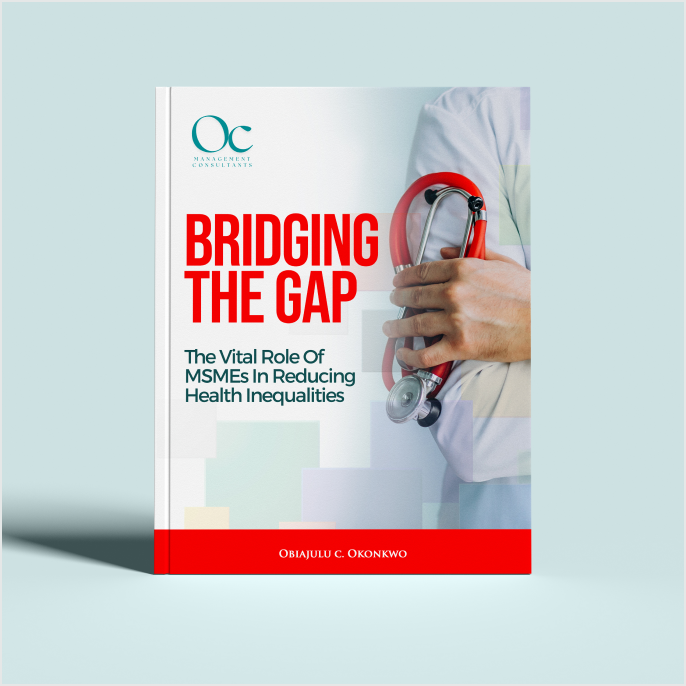 Oc
MANAGEMENT
CONSULTANTS
BRIDGING
THE GAP
The Vital Role Of
MSMEs In Reducing
Health Inequalities
OBIAJULU C. OKONKWO